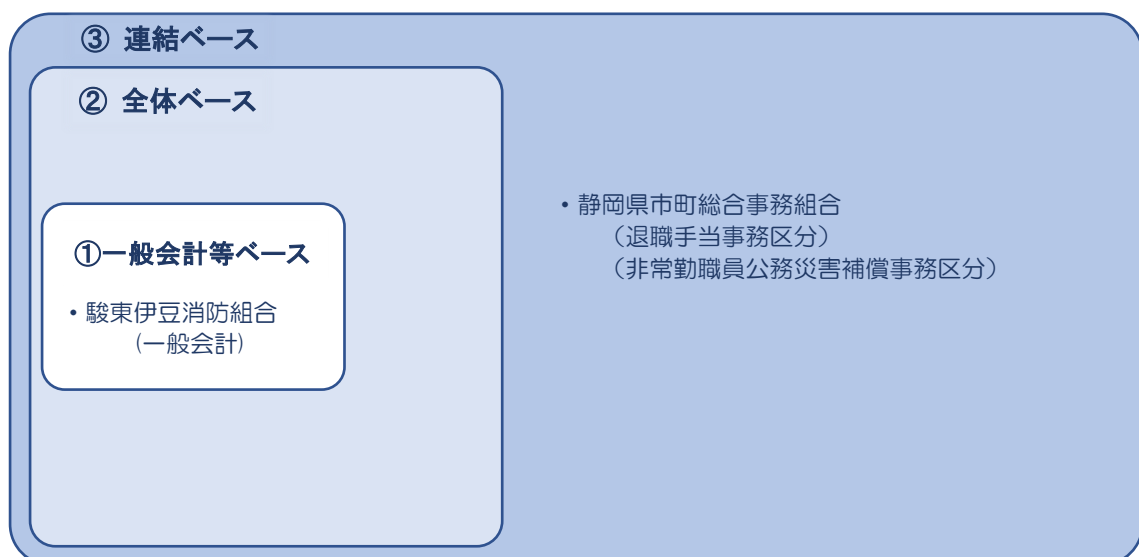 ③ 連結ベース
② 全体ベース
①一般会計等ベース
・駿東伊豆消防組合
(一般会計)
・静岡県市町総合事務組合
（退職手当事務区分）
（非常勤職員公務災害補償事務区分）